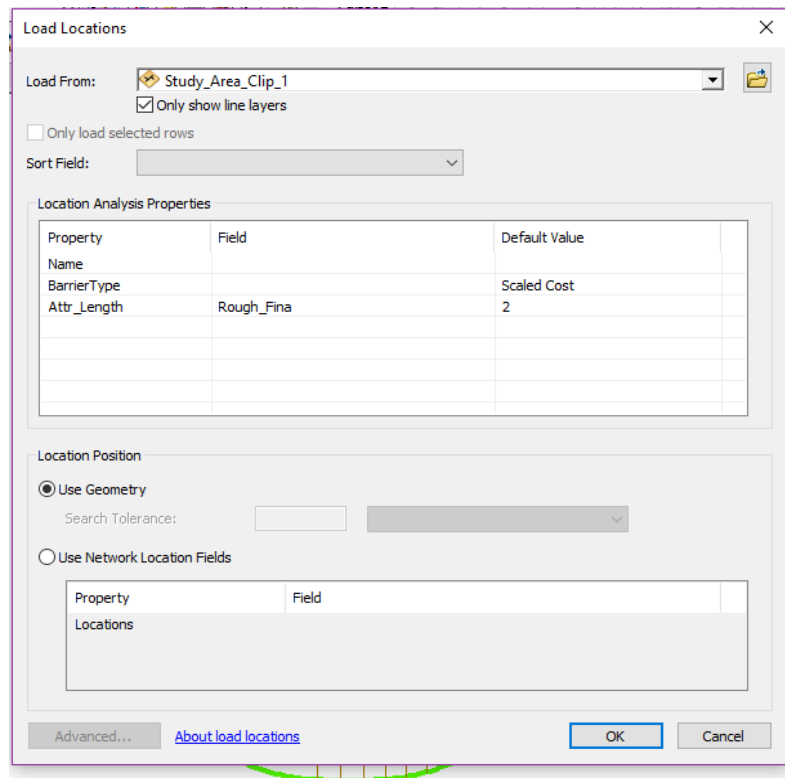 Load Locations
Load From: Study_Area_Clip_1
Only show line layers
Only load selected rows
Sort Field:
Location Analysis Properties
Property Field Default Value
Name
BarrierType Scaled Cost
Attr_Length Rough_Fina 2
Location Position
Use Geometry
Search Tolerance:
Use Network Location Fields
Property Field
Locations
Advanced... About load locations OK Cancel